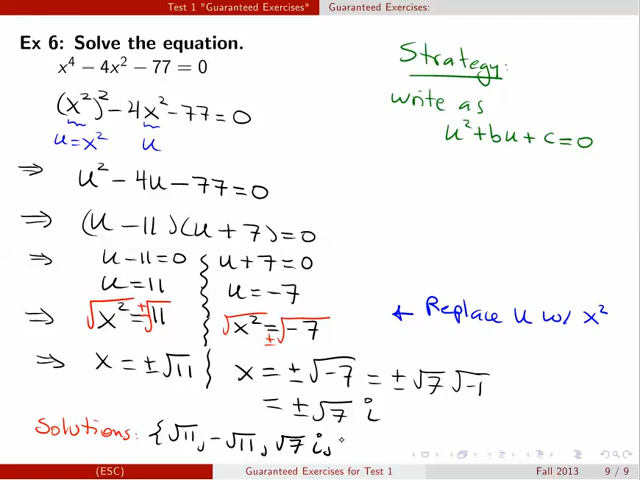 Test 1 "Guaranteed Exercises" Guaranteed Exercises:
Ex 6: Solve the equation.
x⁴ − 4x² − 77 = 0
Strategy:
write as
u² + bu + c = 0
(x²)² − 4x² − 77 = 0
u = x² u
⇒ u² − 4u − 77 = 0
⇒ (u − 11)(u + 7) = 0
⇒ u − 11 = 0 u + 7 = 0
u = 11 u = −7
⇒ √x² = ±√11 √x² = ±√−7 ← Replace u w/ x²
⇒ x = ±√11 x = ±√−7 = ±√7 √−1
= ±√7 i
Solutions: {√11, −√11, √7 i,
(ESC) Guaranteed Exercises for Test 1 Fall 2013 9 / 9